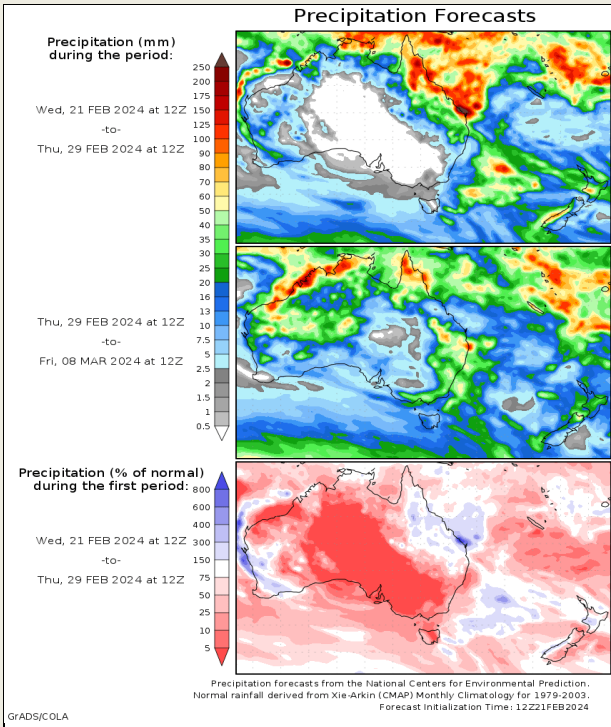 Precipitation Forecasts
Precipitation (mm)
during the period:
Wed, 21 FEB 2024 at 12Z
-to-
Thu, 29 FEB 2024 at 12Z
250
200
175
150
125
100
90
80
70
60
50
40
35
30
25
20
16
13
10
7.5
5
2.5
2
1.5
1
0.5
Thu, 29 FEB 2024 at 12Z
-to-
Fri, 08 MAR 2024 at 12Z
Precipitation (% of normal)
during the first period:
Wed, 21 FEB 2024 at 12Z
-to-
Thu, 29 FEB 2024 at 12Z
800
600
400
300
150
75
50
25
10
5
Precipitation forecasts from the National Centers for Environmental Prediction.
Normal rainfall derived from Xie-Arkin (CMAP) Monthly Climatology for 1979-2003.
Forecast Initialization Time: 12Z21FEB2024
GrADS/COLA